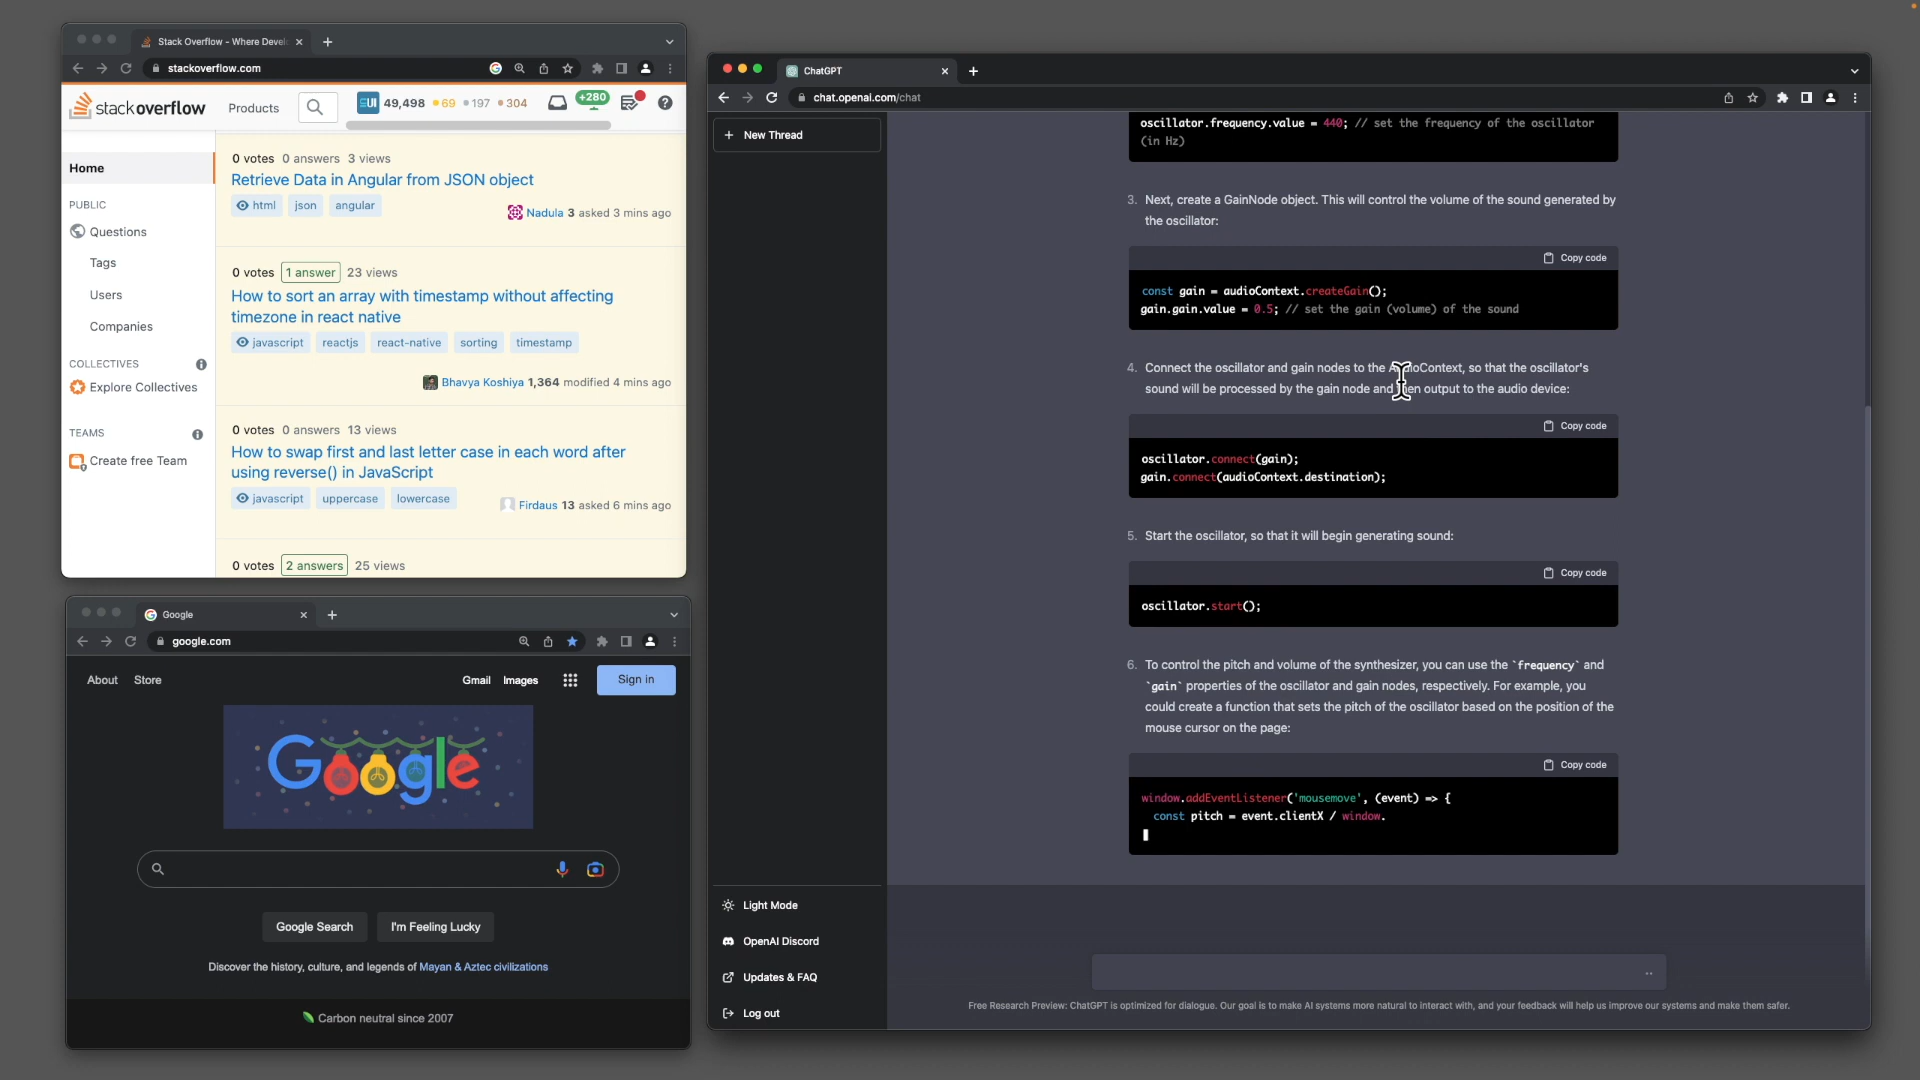 Stack Overflow - Where Devel
stackoverflow.com
stackoverflow
Products
UI 49,498 69 197 304
+280
Home
PUBLIC
Questions
Tags
Users
Companies
COLLECTIVES
Explore Collectives
TEAMS
Create free Team
0 votes 0 answers 3 views
Retrieve Data in Angular from JSON object
html json angular
Nadula 3 asked 3 mins ago
0 votes 1 answer 23 views
How to sort an array with timestamp without affecting
timezone in react native
javascript reactjs react-native sorting timestamp
Bhavya Koshiya 1,364 modified 4 mins ago
0 votes 0 answers 13 views
How to swap first and last letter case in each word after
using reverse() in JavaScript
javascript uppercase lowercase
Firdaus 13 asked 6 mins ago
0 votes 2 answers 25 views
Google
google.com
About Store
Gmail Images
Sign in
Google
Google Search
I'm Feeling Lucky
Discover the history, culture, and legends of Mayan & Aztec civilizations
Carbon neutral since 2007
ChatGPT
chat.openai.com/chat
+ New Thread
Light Mode
OpenAI Discord
Updates & FAQ
Log out
oscillator.frequency.value = 440; // set the frequency of the oscillator
(in Hz)
3. Next, create a GainNode object. This will control the volume of the sound generated by
the oscillator:
Copy code
const gain = audioContext.createGain();
gain.gain.value = 0.5; // set the gain (volume) of the sound
4. Connect the oscillator and gain nodes to the AudioContext, so that the oscillator's
sound will be processed by the gain node and then output to the audio device:
Copy code
oscillator.connect(gain);
gain.connect(audioContext.destination);
5. Start the oscillator, so that it will begin generating sound:
Copy code
oscillator.start();
6. To control the pitch and volume of the synthesizer, you can use the `frequency` and
`gain` properties of the oscillator and gain nodes, respectively. For example, you
could create a function that sets the pitch of the oscillator based on the position of the
mouse cursor on the page:
Copy code
window.addEventListener('mousemove', (event) => {
const pitch = event.clientX / window.
Free Research Preview: ChatGPT is optimized for dialogue. Our goal is to make AI systems more natural to interact with, and your feedback will help us improve our systems and make them safer.